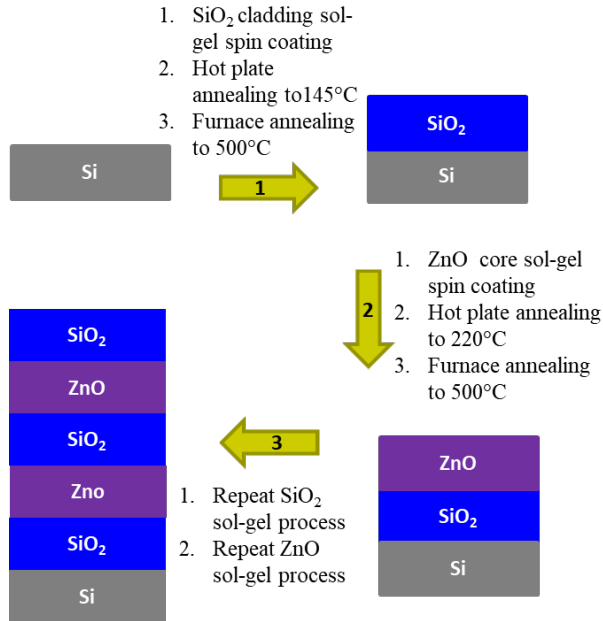 1. SiO₂ cladding sol-
gel spin coating
2. Hot plate
annealing to145°C
3. Furnace annealing
to 500°C
Si
1
SiO₂
Si
2
1. ZnO core sol-gel
spin coating
2. Hot plate annealing
to 220°C
3. Furnace annealing
to 500°C
ZnO
SiO₂
Si
3
1. Repeat SiO₂
sol-gel process
2. Repeat ZnO
sol-gel process
SiO₂
ZnO
SiO₂
Zno
SiO₂
Si